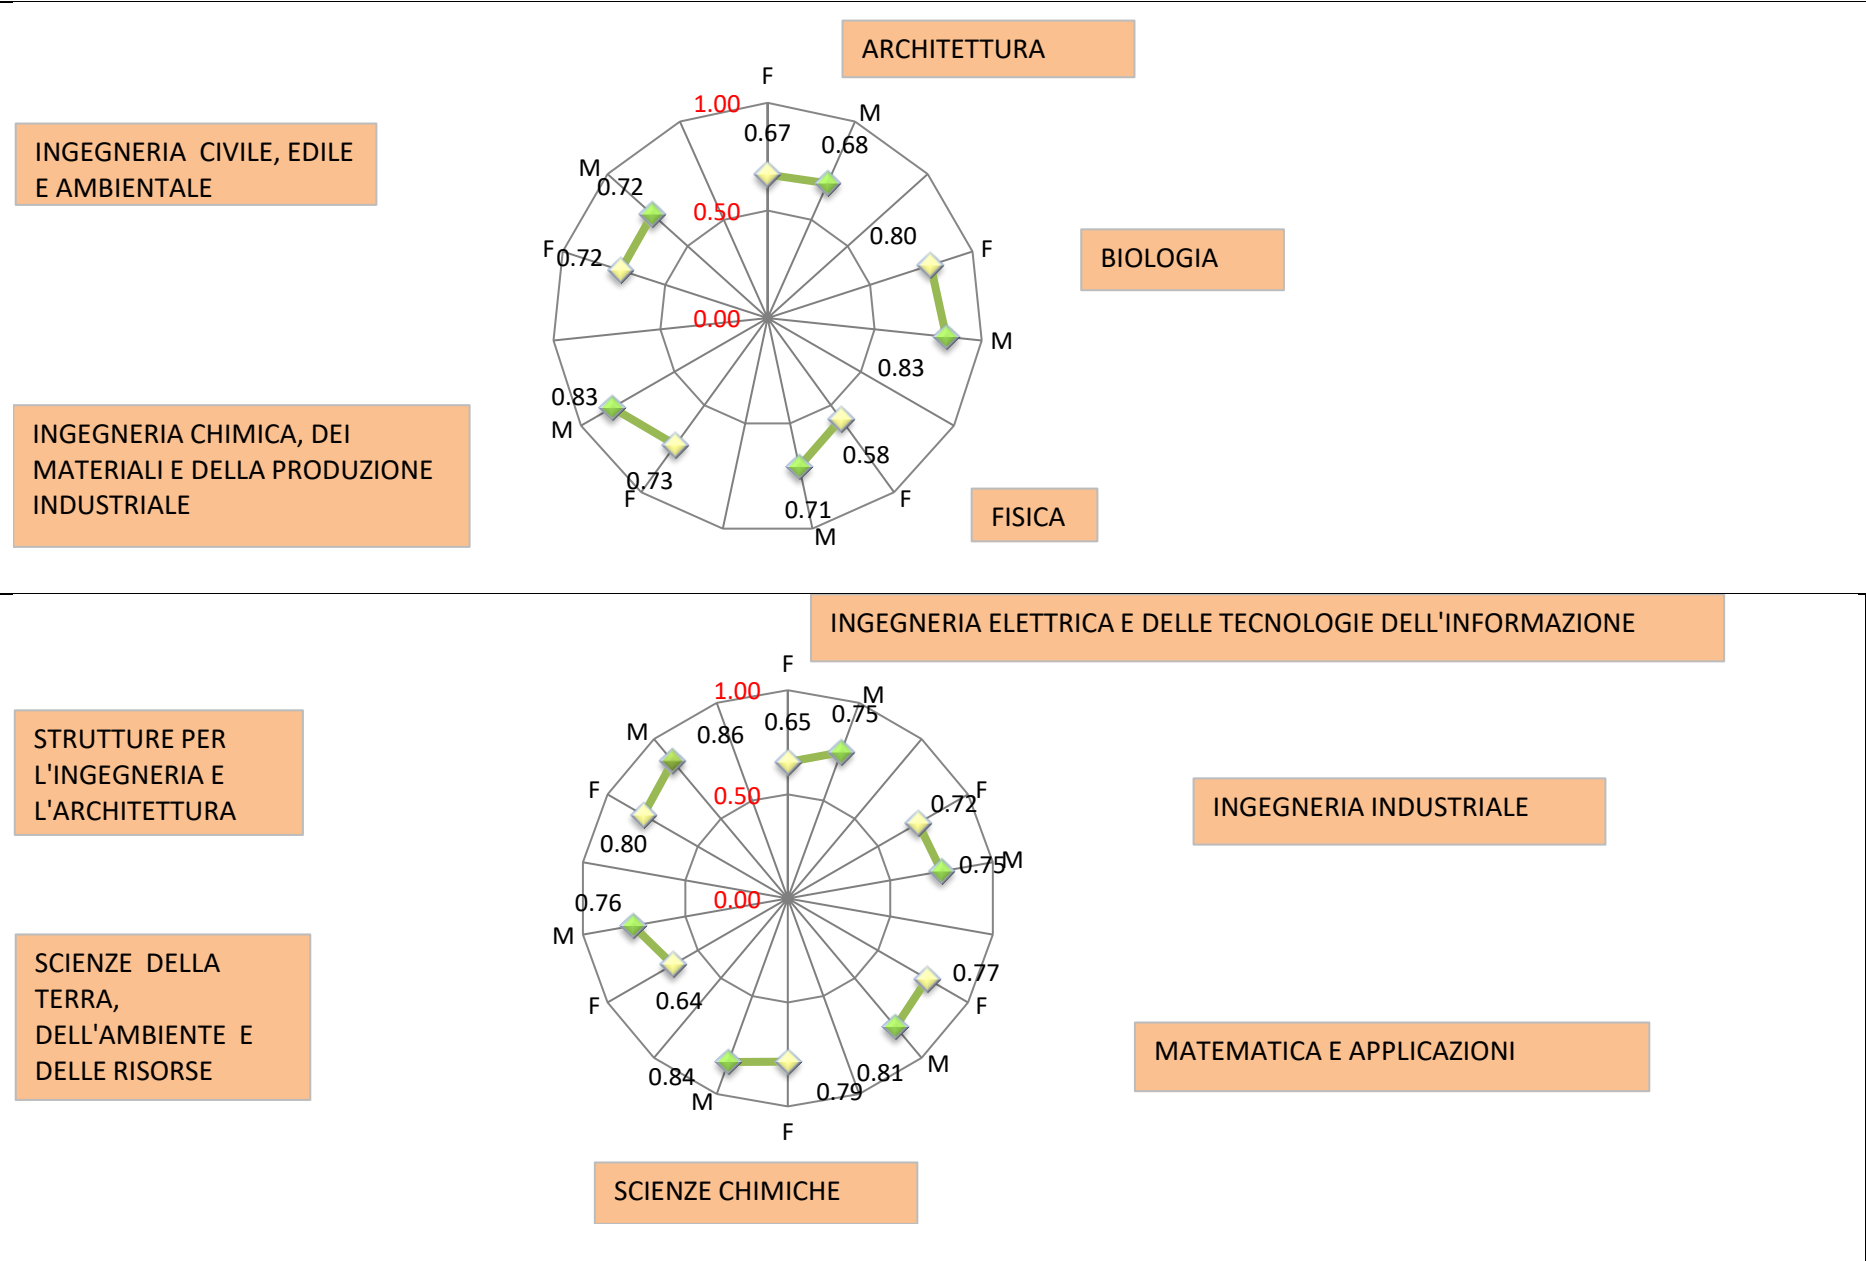 ARCHITETTURA
F
1.00
M
0.67
0.68
INGEGNERIA  CIVILE, EDILE
E AMBIENTALE
M
0.72
0.50
0.80
F
BIOLOGIA
F
0.72
0.00
M
0.83
0.83
M
INGEGNERIA CHIMICA, DEI
MATERIALI E DELLA PRODUZIONE
INDUSTRIALE
0.58
0.73
F
F
0.71
M
FISICA
INGEGNERIA ELETTRICA E DELLE TECNOLOGIE DELL'INFORMAZIONE
F
1.00
M
0.65
0.75
STRUTTURE PER
L'INGEGNERIA E
L'ARCHITETTURA
M
0.86
F
0.50
0.72
F
INGEGNERIA INDUSTRIALE
0.80
0.75
M
0.76
0.00
M
SCIENZE  DELLA
TERRA,
DELL'AMBIENTE  E
DELLE RISORSE
0.77
F
0.64
F
MATEMATICA E APPLICAZIONI
M
0.84
0.81
0.79
M
F
SCIENZE CHIMICHE